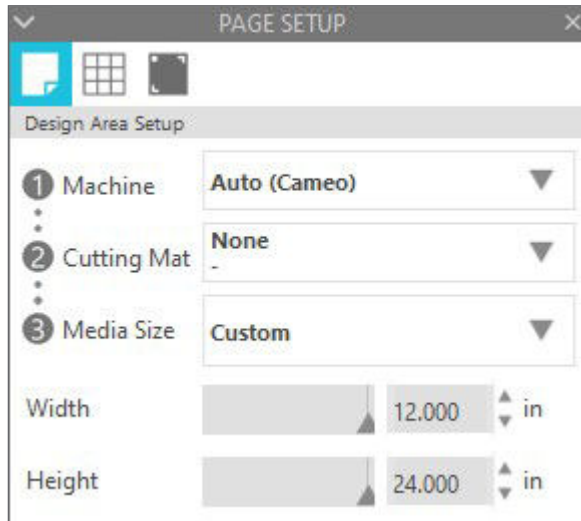 PAGE SETUP
Design Area Setup
1 Machine Auto (Cameo)
2 Cutting Mat None
-
3 Media Size Custom
Width 12.000 in
Height 24.000 in